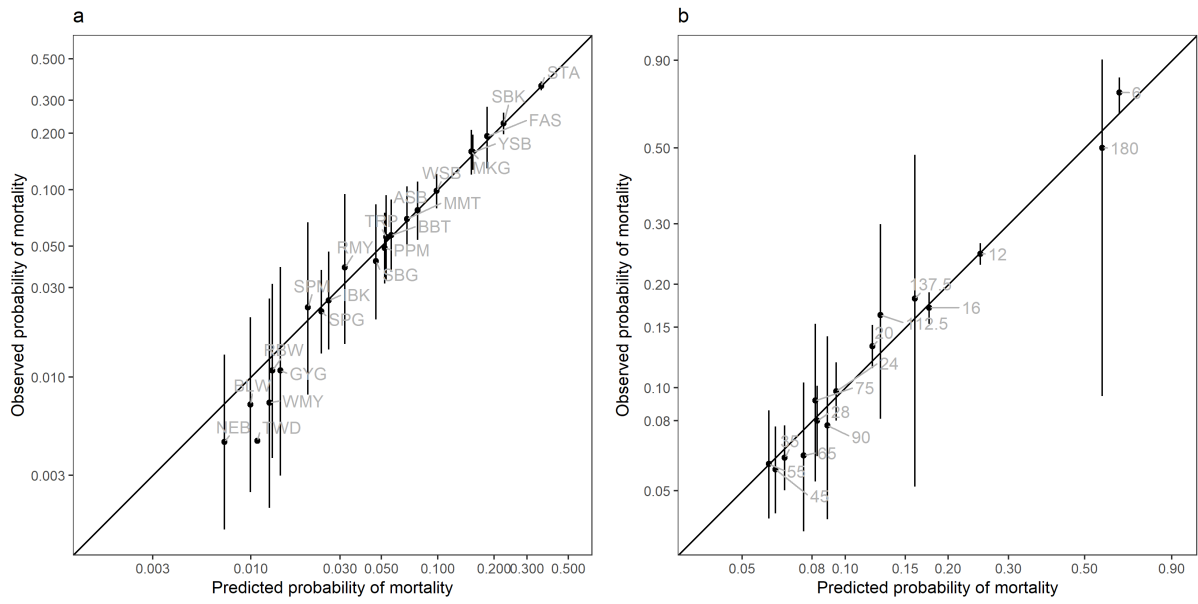 a
b
Observed probability of mortality
0.500
0.300
0.200
0.100
0.050
0.030
0.010
0.003
STA
SBK
FAS
YSB
MKG
WSB
ASB
MMT
TRP
BBT
PPM
RMY
SBG
SPM
IBK
SPG
RBW
GYG
BLW
WMY
NEB
TWD
0.003
0.010
0.030
0.050
0.100
0.200
0.300
0.500
Predicted probability of mortality
Observed probability of mortality
0.90
0.50
0.30
0.20
0.15
0.10
0.08
0.05
6
180
12
137.5
16
112.5
20
24
75
28
90
35
65
55
45
0.05
0.08
0.10
0.15
0.20
0.30
0.50
0.90
Predicted probability of mortality